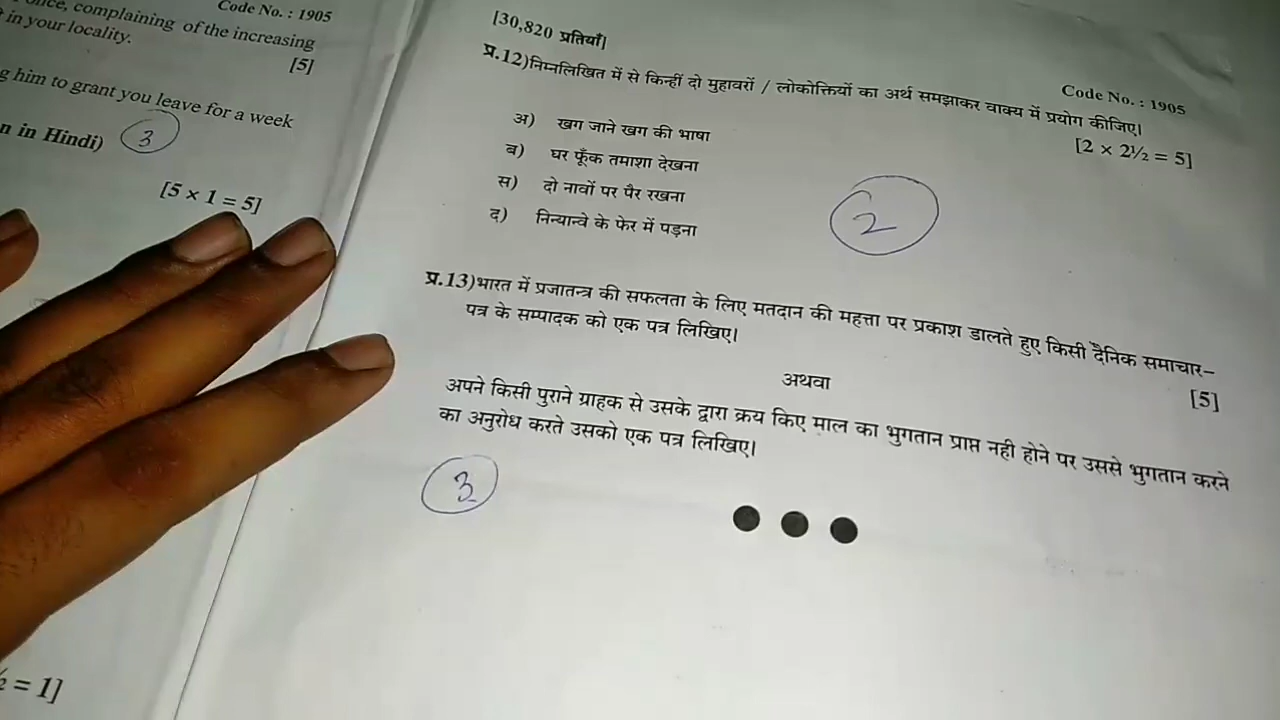 Code No. : 1905
complaining of the increasing
in your locality.
[5]
him to grant you leave for a week
in Hindi)
3
[5 × 1 = 5]
= 1]
[30,820 प्रतियाँ]
Code No. : 1905
प्र.12)निम्नलिखित में से किन्हीं दो मुहावरों / लोकोक्तियों का अर्थ समझाकर वाक्य में प्रयोग कीजिए।
[2 × 2½ = 5]
अ) खग जाने खग की भाषा
ब) घर फूँक तमाशा देखना
स) दो नावों पर पैर रखना
द) निन्यान्वे के फेर में पड़ना
2
प्र.13)भारत में प्रजातन्त्र की सफलता के लिए मतदान की महत्ता पर प्रकाश डालते हुए किसी दैनिक समाचार–
पत्र के सम्पादक को एक पत्र लिखिए।
[5]
अथवा
अपने किसी पुराने ग्राहक से उसके द्वारा क्रय किए माल का भुगतान प्राप्त नही होने पर उससे भुगतान करने
का अनुरोध करते उसको एक पत्र लिखिए।
3